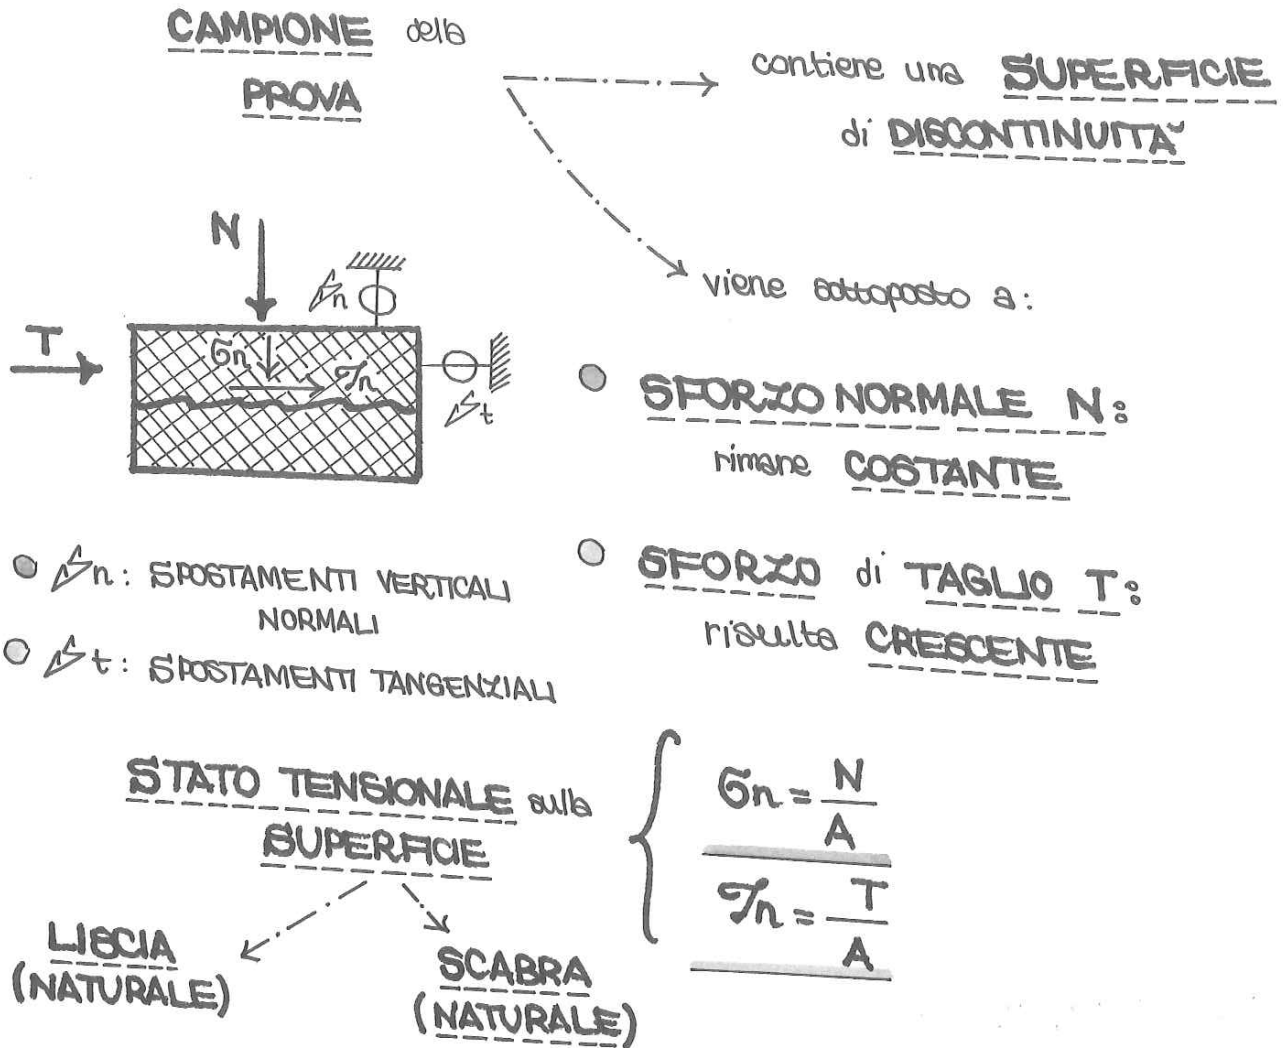 CAMPIONE della
PROVA
contiene una SUPERFICIE
di DISCONTINUITÀ
viene sottoposto a:
N
T
δn
σn
τn
δt
SFORZO NORMALE N:
rimane COSTANTE
SFORZO di TAGLIO T:
risulta CRESCENTE
δn: SPOSTAMENTI VERTICALI
NORMALI
δt: SPOSTAMENTI TANGENZIALI
STATO TENSIONALE sulla
SUPERFICIE
σn = N/A
τn = T/A
LISCIA
(NATURALE)
SCABRA
(NATURALE)